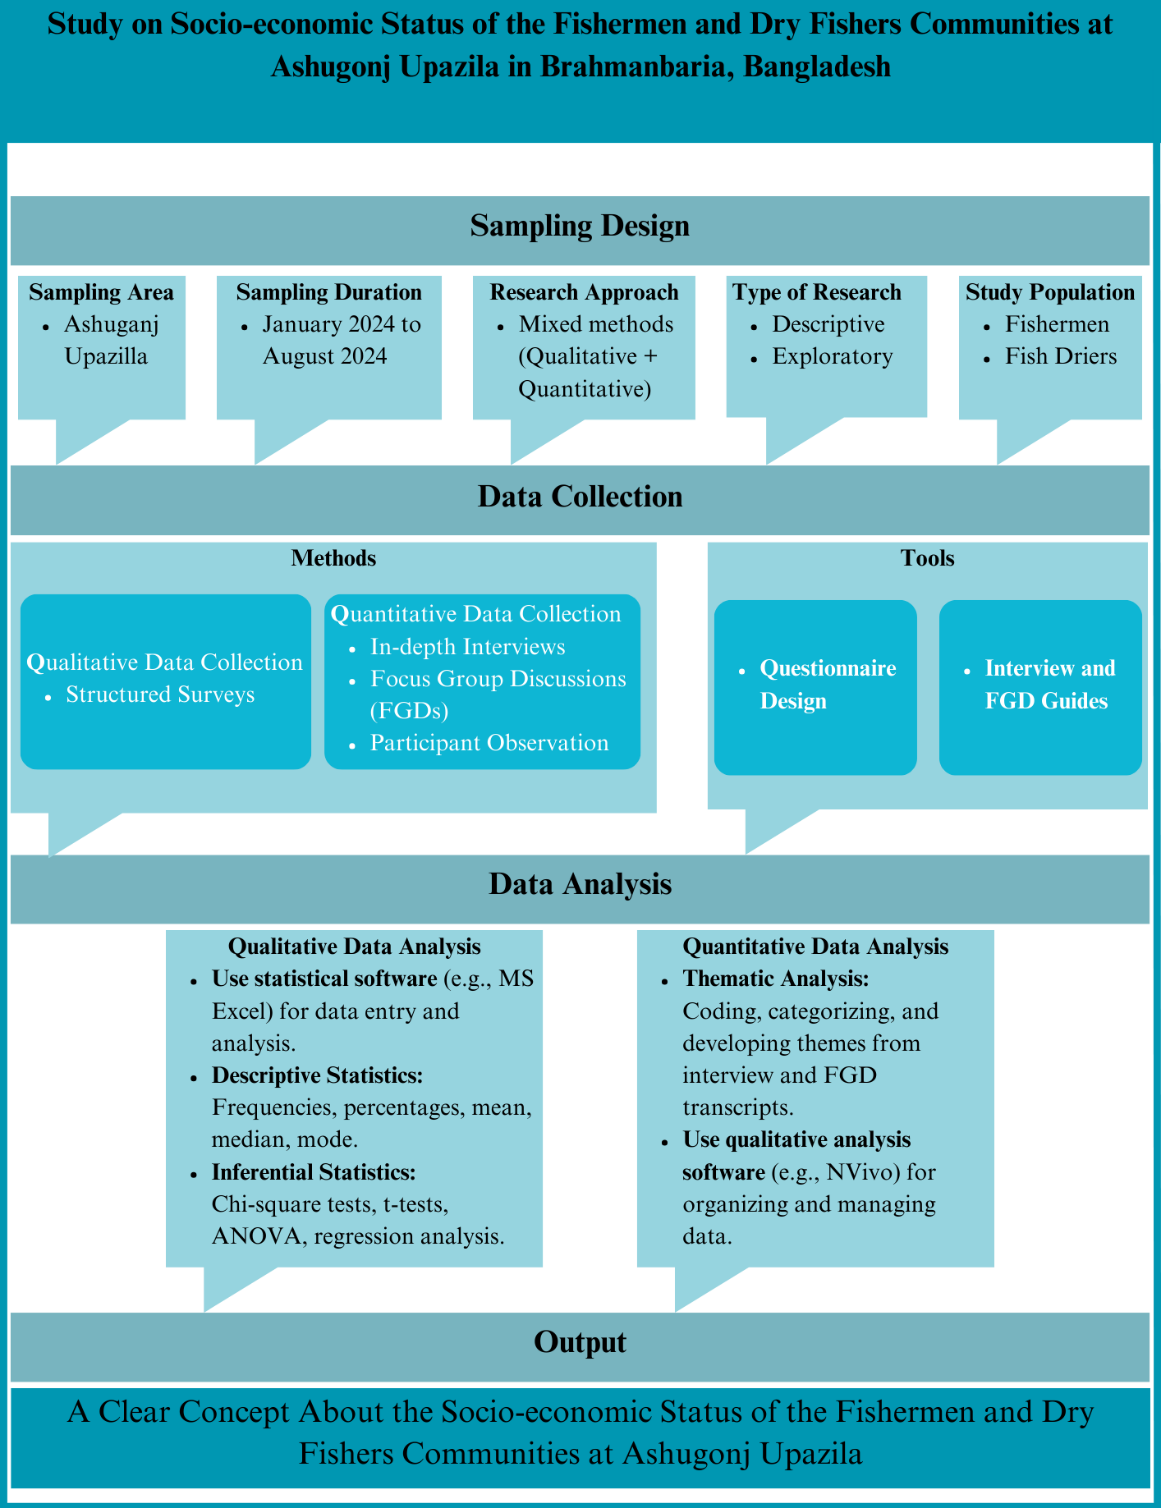 Study on Socio-economic Status of the Fishermen and Dry Fishers Communities at
Ashugonj Upazila in Brahmanbaria, Bangladesh
Sampling Design
Sampling Area
• Ashuganj
Upazilla
Sampling Duration
• January 2024 to
August 2024
Research Approach
• Mixed methods
(Qualitative +
Quantitative)
Type of Research
• Descriptive
• Exploratory
Study Population
• Fishermen
• Fish Driers
Data Collection
Methods
Qualitative Data Collection
• Structured Surveys
Quantitative Data Collection
• In-depth Interviews
• Focus Group Discussions
(FGDs)
• Participant Observation
Tools
• Questionnaire
Design
• Interview and
FGD Guides
Data Analysis
Qualitative Data Analysis
• Use statistical software (e.g., MS
Excel) for data entry and
analysis.
• Descriptive Statistics:
Frequencies, percentages, mean,
median, mode.
• Inferential Statistics:
Chi-square tests, t-tests,
ANOVA, regression analysis.
Quantitative Data Analysis
• Thematic Analysis:
Coding, categorizing, and
developing themes from
interview and FGD
transcripts.
• Use qualitative analysis
software (e.g., NVivo) for
organizing and managing
data.
Output
A Clear Concept About the Socio-economic Status of the Fishermen and Dry
Fishers Communities at Ashugonj Upazila